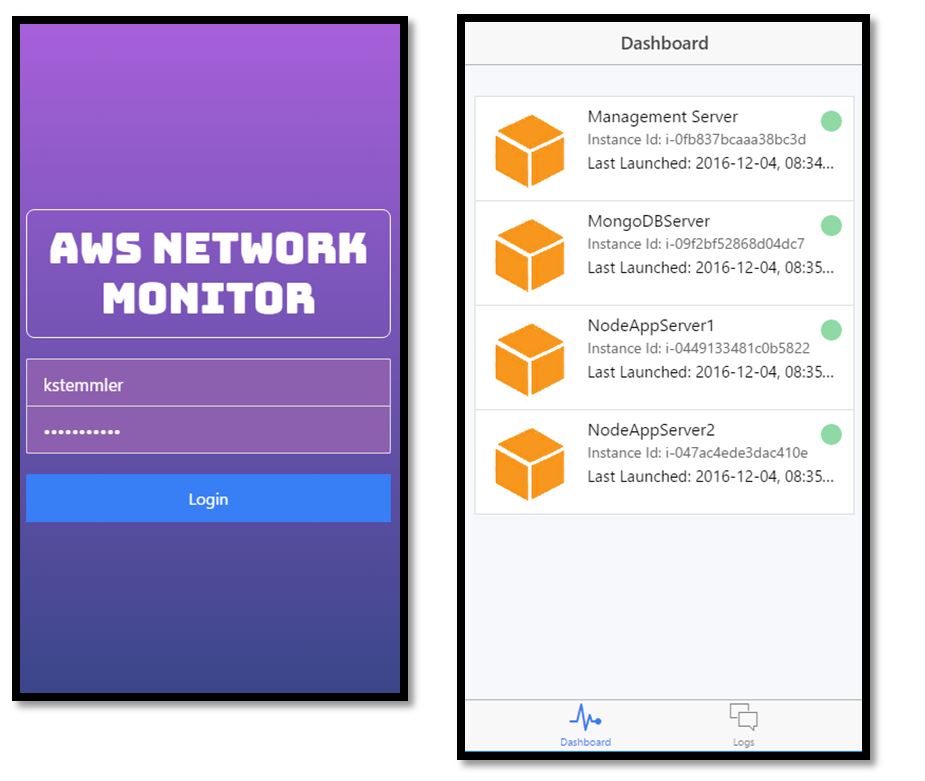 AWS NETWORK
MONITOR
kstemmler
•••••••••••
Login
Dashboard
Management Server
Instance Id: i-0fb837bcaaa38bc3d
Last Launched: 2016-12-04, 08:34...
MongoDBServer
Instance Id: i-09f2bf52868d04dc7
Last Launched: 2016-12-04, 08:35...
NodeAppServer1
Instance Id: i-0449133481c0b5822
Last Launched: 2016-12-04, 08:35...
NodeAppServer2
Instance Id: i-047ac4ede3dac410e
Last Launched: 2016-12-04, 08:35...
Dashboard
Logs